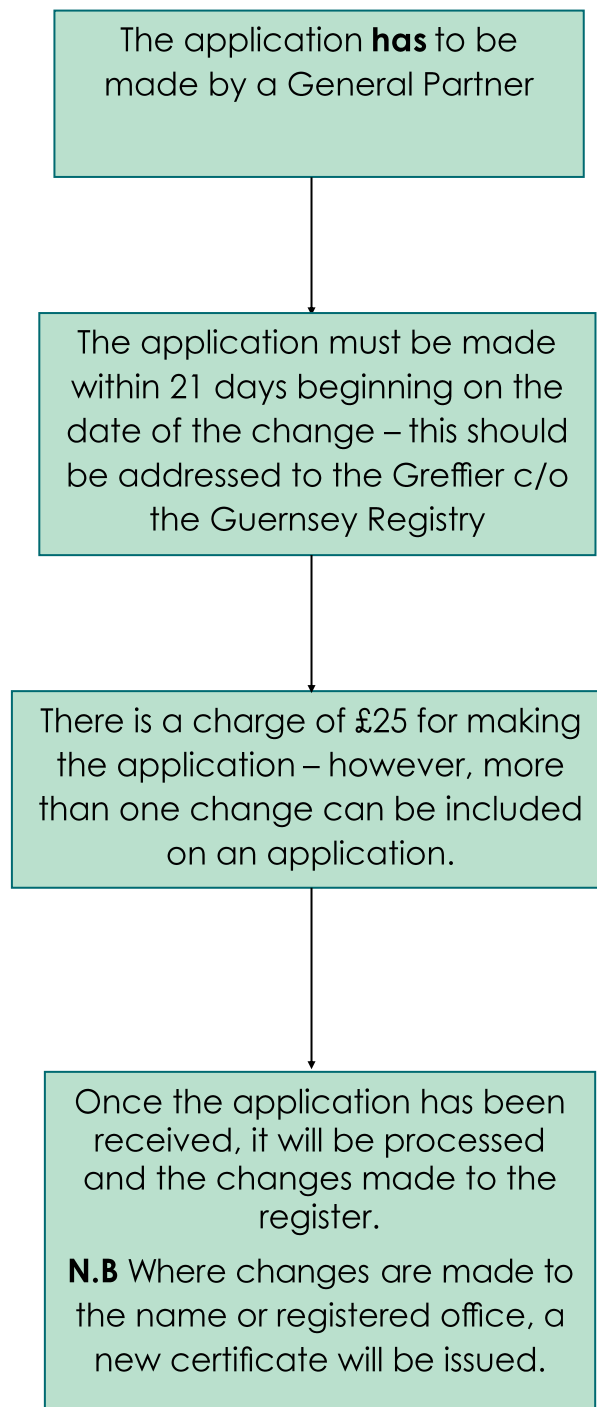 The application has to be
made by a General Partner
The application must be made
within 21 days beginning on the
date of the change – this should
be addressed to the Greffier c/o
the Guernsey Registry
There is a charge of £25 for making
the application – however, more
than one change can be included
on an application.
Once the application has been
received, it will be processed
and the changes made to the
register.
N.B Where changes are made to
the name or registered office, a
new certificate will be issued.